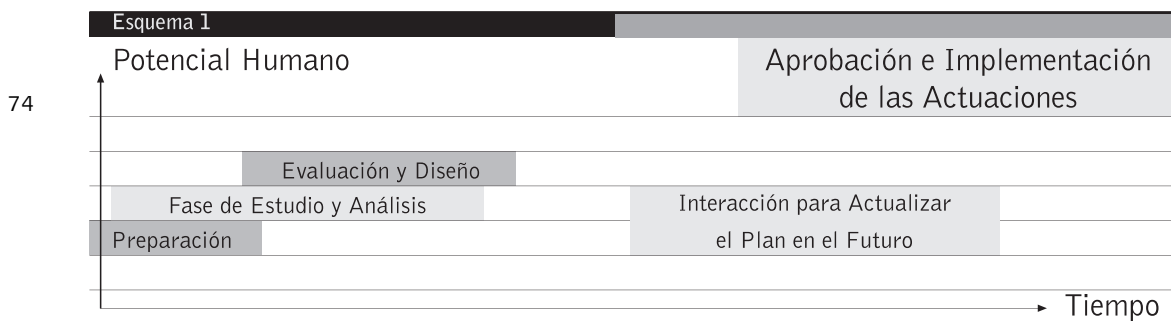 Esquema 1
Potencial Humano
Aprobación e Implementación
de las Actuaciones
74
Evaluación y Diseño
Fase de Estudio y Análisis
Interacción para Actualizar
Preparación
el Plan en el Futuro
Tiempo